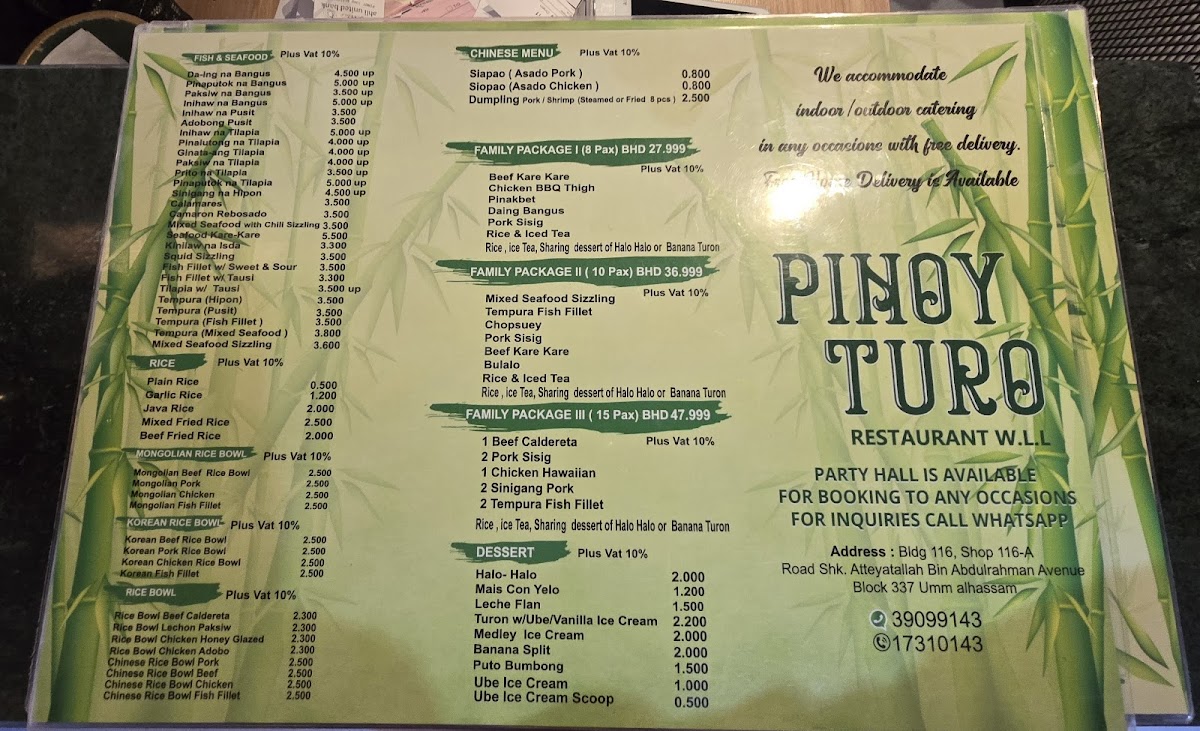 ahli united bank
FISH & SEAFOOD Plus Vat 10%
Da-ing na Bangus 4.500 up
Pinaputok na Bangus 5.000 up
Paksiw na Bangus 3.500 up
Inihaw na Bangus 5.000 up
Inihaw na Pusit 3.500
Adobong Pusit 3.500
Inihaw na Tilapia 5.000 up
Pinalutong na Tilapia 4.000 up
Ginata-ang Tilapia 4.000 up
Paksiw na Tilapia 4.000 up
Prito na Tilapia 3.500 up
Pinaputok na Tilapia 5.000 up
Sinigang na Hipon 4.500 up
Calamares 3.500
Camaron Rebosado 3.500
Mixed Seafood with Chili Sizzling 3.500
Seafood Kare-Kare 5.500
Kinilaw na Isda 3.300
Squid Sizzling 3.500
Fish Fillet w/ Sweet & Sour 3.500
Fish Fillet w/ Tausi 3.300
Tilapia w/ Tausi 3.500 up
Tempura (Hipon) 3.500
Tempura (Pusit) 3.500
Tempura (Fish Fillet ) 3.500
Tempura (Mixed Seafood ) 3.800
Mixed Seafood Sizzling 3.600
RICE Plus Vat 10%
Plain Rice 0.500
Garlic Rice 1.200
Java Rice 2.000
Mixed Fried Rice 2.500
Beef Fried Rice 2.000
MONGOLIAN RICE BOWL Plus Vat 10%
Mongolian Beef Rice Bowl 2.500
Mongolian Pork 2.500
Mongolian Chicken 2.500
Mongolian Fish Fillet 2.500
KOREAN RICE BOWL Plus Vat 10%
Korean Beef Rice Bowl 2.500
Korean Pork Rice Bowl 2.500
Korean Chicken Rice Bowl 2.500
Korean Fish Fillet 2.500
RICE BOWL Plus Vat 10%
Rice Bowl Beef Caldereta 2.300
Rice Bowl Lechon Paksiw 2.300
Rice Bowl Chicken Honey Glazed 2.300
Rice Bowl Chicken Adobo 2.300
Chinese Rice Bowl Pork 2.500
Chinese Rice Bowl Beef 2.500
Chinese Rice Bowl Chicken 2.500
Chinese Rice Bowl Fish Fillet 2.500
CHINESE MENU Plus Vat 10%
Siapao ( Asado Pork ) 0.800
Siopao (Asado Chicken ) 0.800
Dumpling Pork / Shrimp (Steamed or Fried 8 pcs ) 2.500
FAMILY PACKAGE I (8 Pax) BHD 27.999
Plus Vat 10%
Beef Kare Kare
Chicken BBQ Thigh
Pinakbet
Daing Bangus
Pork Sisig
Rice & Iced Tea
Rice , ice Tea, Sharing dessert of Halo Halo or Banana Turon
FAMILY PACKAGE II ( 10 Pax) BHD 36.999
Plus Vat 10%
Mixed Seafood Sizzling
Tempura Fish Fillet
Chopsuey
Pork Sisig
Beef Kare Kare
Bulalo
Rice & Iced Tea
Rice , ice Tea, Sharing dessert of Halo Halo or Banana Turon
FAMILY PACKAGE III ( 15 Pax) BHD 47.999
1 Beef Caldereta Plus Vat 10%
2 Pork Sisig
1 Chicken Hawaiian
2 Sinigang Pork
2 Tempura Fish Fillet
Rice , ice Tea, Sharing dessert of Halo Halo or Banana Turon
DESSERT Plus Vat 10%
Halo- Halo 2.000
Mais Con Yelo 1.200
Leche Flan 1.500
Turon w/Ube/Vanilla Ice Cream 2.200
Medley Ice Cream 2.000
Banana Split 2.000
Puto Bumbong 1.500
Ube Ice Cream 1.000
Ube Ice Cream Scoop 0.500
We accommodate
indoor /outdoor catering
in any occasions with free delivery.
Delivery is Available
PINOY
TURO
RESTAURANT W.L.L
PARTY HALL IS AVAILABLE
FOR BOOKING TO ANY OCCASIONS
FOR INQUIRIES CALL WHATSAPP
Address : Bldg 116, Shop 116-A
Road Shk. Atteyatallah Bin Abdulrahman Avenue
Block 337 Umm alhassam
39099143
17310143